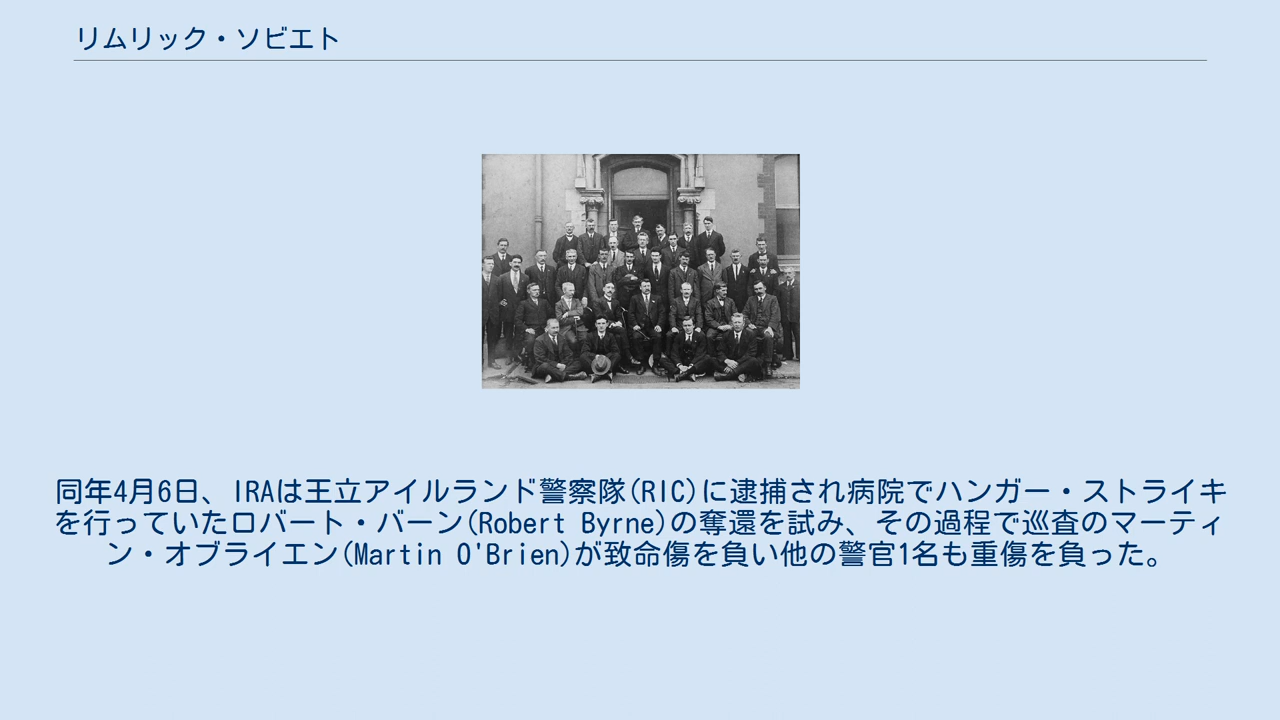 リムリック・ソビエト
同年4月6日、IRAは王立アイルランド警察隊(RIC)に逮捕され病院でハンガー・ストライキ
を行っていたロバート・バーン(Robert Byrne)の奪還を試み、その過程で巡査のマーティ
ン・オブライエン(Martin O'Brien)が致命傷を負い他の警官1名も重傷を負った。